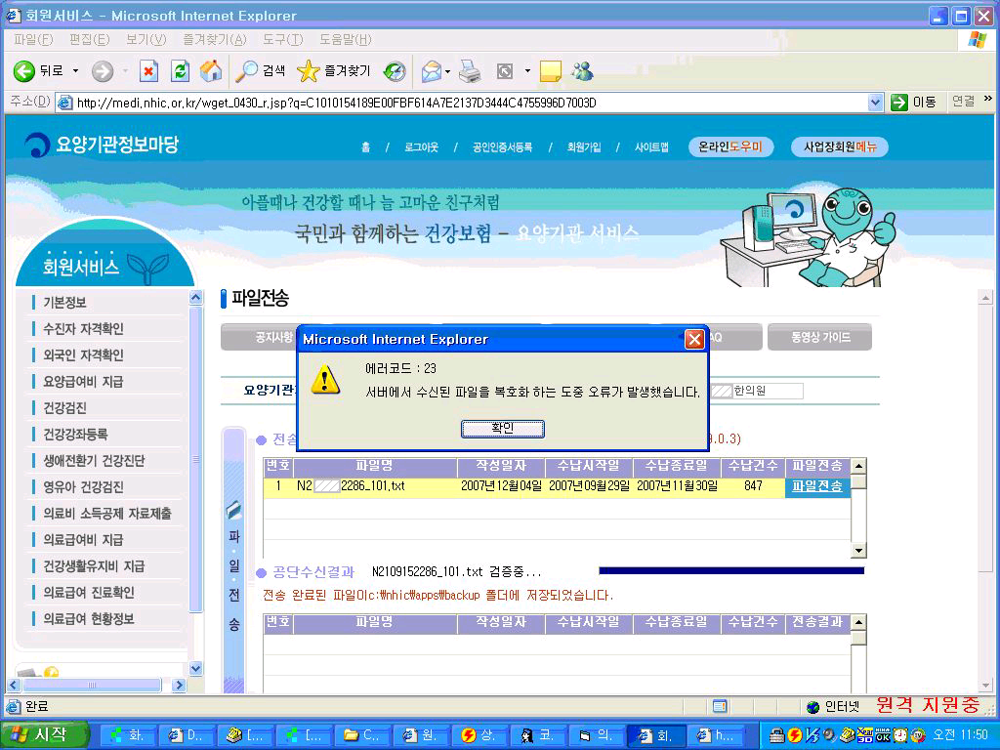 회원서비스 - Microsoft Internet Explorer
파일(F) 편집(E) 보기(V) 즐겨찾기(A) 도구(T) 도움말(H)
뒤로 검색 즐겨찾기
주소(D) http://medi.nhic.or.kr/wget_0430_r.jsp?q=C1010154189E00FBF614A7E2137D3444C4755996D7003D 이동 연결 »
요양기관정보마당
홈 / 로그아웃 / 공인인증서등록 / 회원가입 / 사이트맵 온라인도우미 사업장회원메뉴
아플때나 건강할 때나 늘 고마운 친구처럼
국민과 함께하는 건강보험 - 요양기관 서비스
회원서비스
기본정보
수진자 자격확인
외국인 자격확인
요양급여비 지급
건강검진
건강강좌등록
생애전환기 건강진단
영유아 건강검진
의료비 소득공제 자료제출
의료급여비 지급
건강생활유지비 지급
의료급여 진료확인
의료급여 현황정보
파일전송
공지사항 AQ 동영상 가이드
Microsoft Internet Explorer
에러코드 : 23
서버에서 수신된 파일을 복호화 하는 도중 오류가 발생했습니다.
확인
요양기관 한의원
전송 .0.3)
번호 파일명 작성일자 수납시작일 수납종료일 수납건수 파일전송
1 N2 2286_101.txt 2007년12월04일 2007년09월29일 2007년11월30일 847 파일전송
파일전송
공단수신결과 N2109152286_101.txt 검증중...
전송 완료된 파일이c:\nhic\apps\backup 폴더에 저장되었습니다.
번호 파일명 작성일자 수납시작일 수납종료일 수납건수 전송결과
완료 인터넷 원격 지원중
시작 화. D.. [... [... C.. 원. 상. 코. 의. 회. h... 오전 11:50